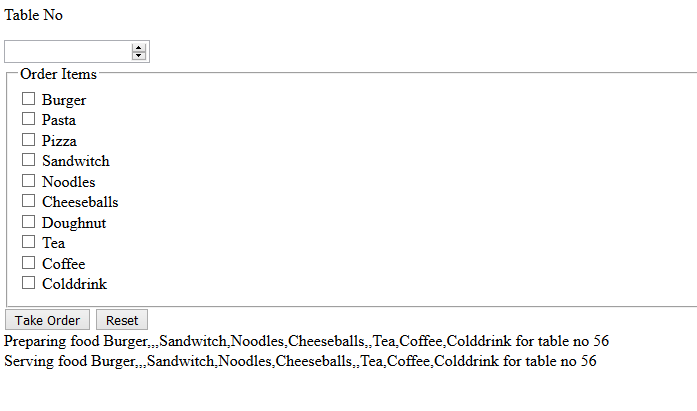 Table No
Order Items
Burger
Pasta
Pizza
Sandwitch
Noodles
Cheeseballs
Doughnut
Tea
Coffee
Colddrink
Take Order Reset
Preparing food Burger,,,Sandwitch,Noodles,Cheeseballs,,Tea,Coffee,Colddrink for table no 56
Serving food Burger,,,Sandwitch,Noodles,Cheeseballs,,Tea,Coffee,Colddrink for table no 56